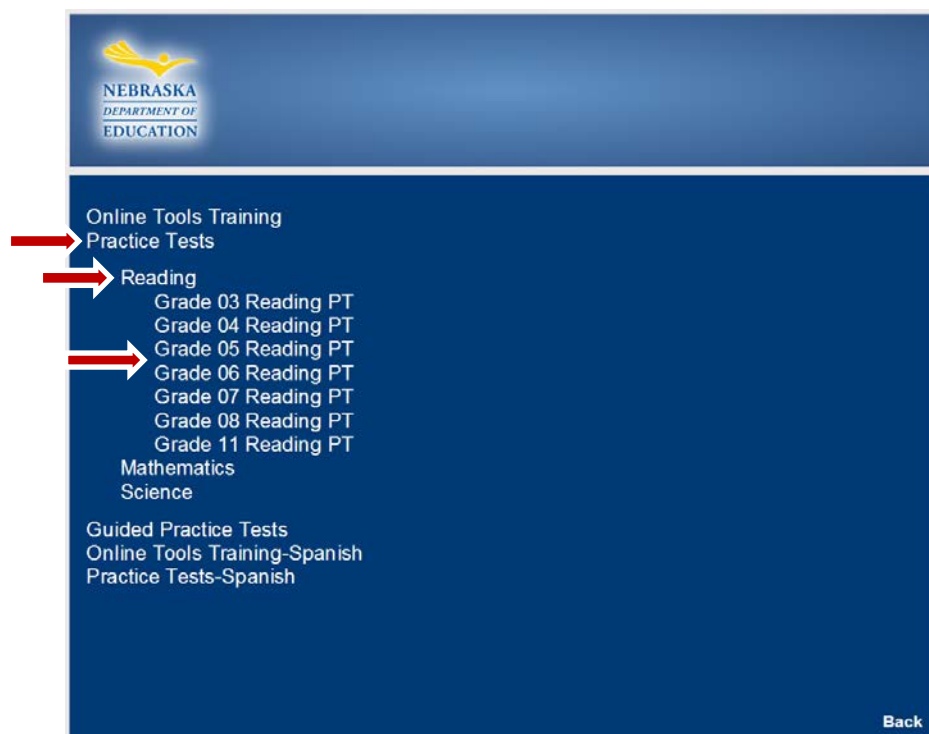 NEBRASKA
DEPARTMENT OF
EDUCATION
Online Tools Training
Practice Tests
Reading
Grade 03 Reading PT
Grade 04 Reading PT
Grade 05 Reading PT
Grade 06 Reading PT
Grade 07 Reading PT
Grade 08 Reading PT
Grade 11 Reading PT
Mathematics
Science
Guided Practice Tests
Online Tools Training-Spanish
Practice Tests-Spanish
Back